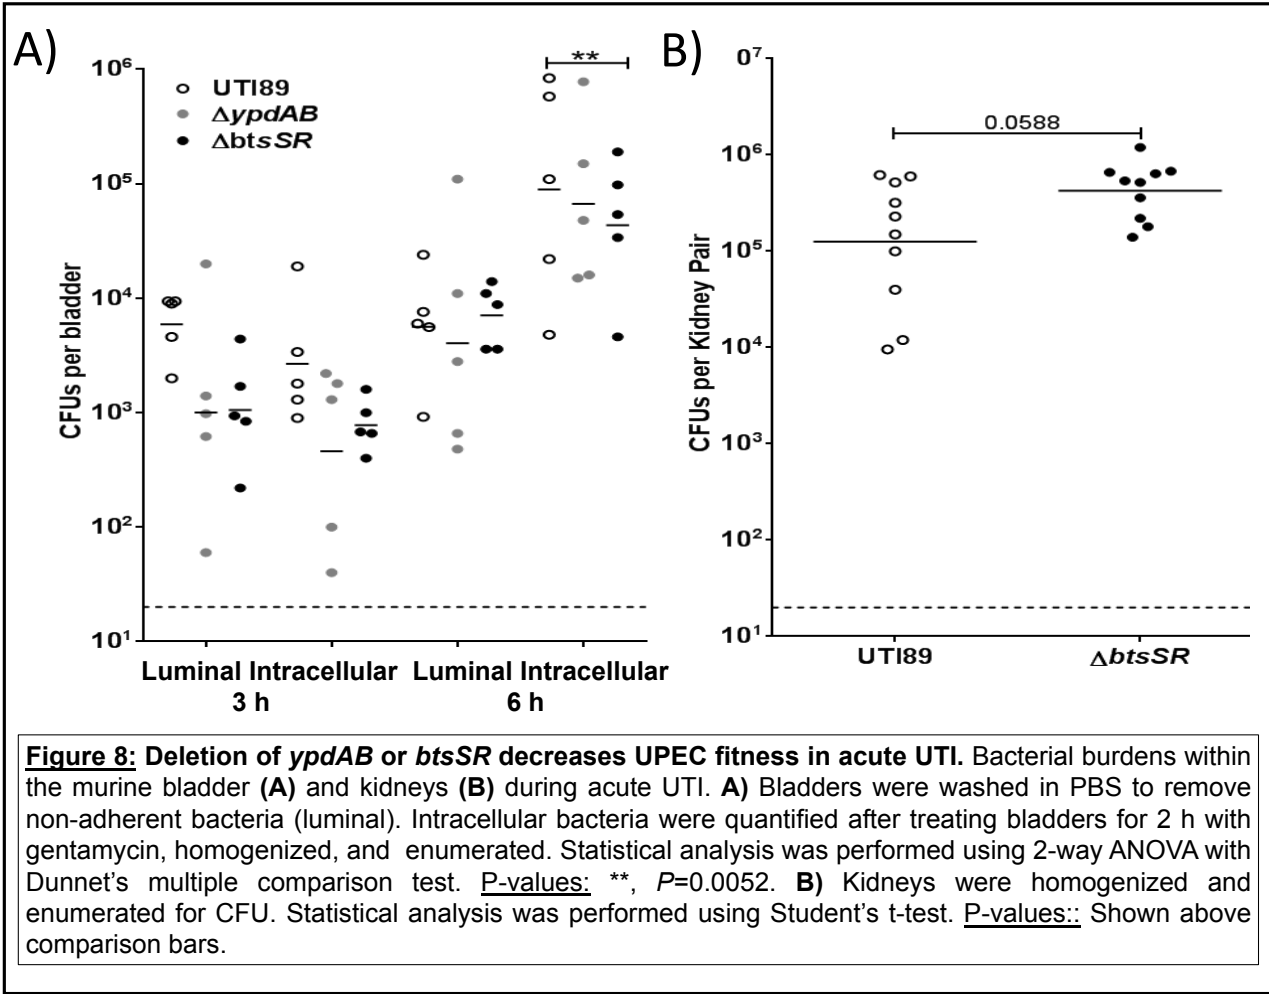 A)
B)
10⁶
10⁵
10⁴
10³
10²
10¹
CFUs per bladder
UTI89
ΔypdAB
ΔbtsSR
**
Luminal Intracellular Luminal Intracellular
3 h 6 h
0⁷
10⁶
10⁵
10⁴
10³
10²
10¹
CFUs per Kidney Pair
0.0588
UTI89 ΔbtsSR
Figure 8: Deletion of ypdAB or btsSR decreases UPEC fitness in acute UTI. Bacterial burdens within
the murine bladder (A) and kidneys (B) during acute UTI. A) Bladders were washed in PBS to remove
non-adherent bacteria (luminal). Intracellular bacteria were quantified after treating bladders for 2 h with
gentamycin, homogenized, and enumerated. Statistical analysis was performed using 2-way ANOVA with
Dunnet's multiple comparison test. P-values: **, P=0.0052. B) Kidneys were homogenized and
enumerated for CFU. Statistical analysis was performed using Student's t-test. P-values:: Shown above
comparison bars.